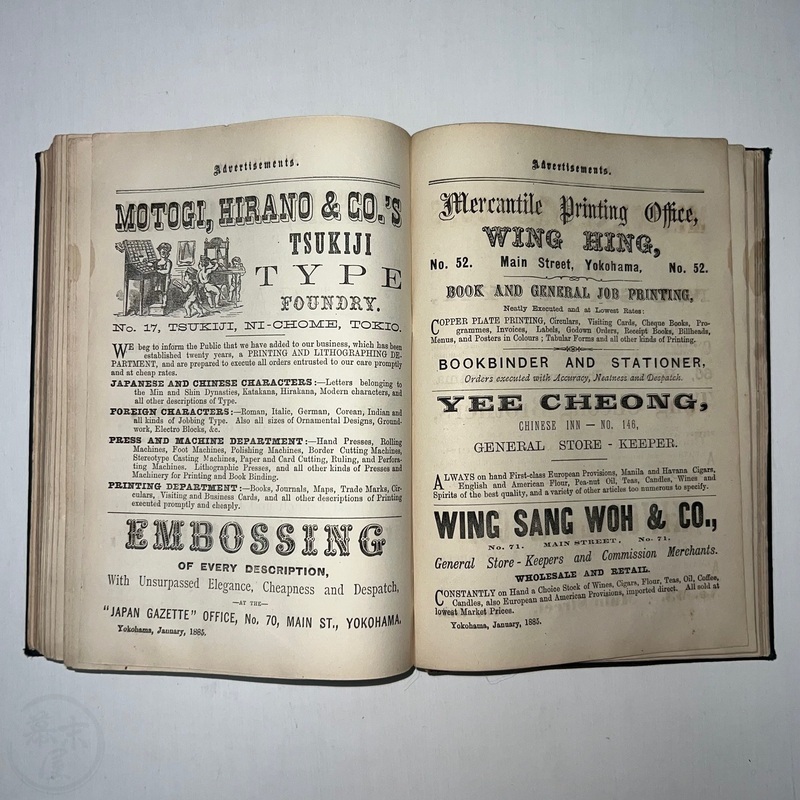 Advertisements.
MOTOGI, HIRANO & CO.'S
TSUKIJI
TYPE
FOUNDRY.
No. 17, TSUKIJI, NI-CHOME, TOKIO.
WE beg to inform the Public that we have added to our business, which has been
established twenty years, a PRINTING AND LITHOGRAPHING DE-
PARTMENT, and are prepared to execute all orders entrusted to our care promptly
and at cheap rates.
JAPANESE AND CHINESE CHARACTERS:—Letters belonging to
the Min and Shin Dynasties, Katakana, Hirakana, Modern characters, and
all other descriptions of Type.
FOREIGN CHARACTERS:—Roman, Italic, German, Corean, Indian and
all kinds of Jobbing Type. Also all sizes of Ornamental Designs, Ground-
work, Electro Blocks, &c.
PRESS AND MACHINE DEPARTMENT:—Hand Presses, Rolling
Machines, Foot Machines, Polishing Machines, Border Cutting Machines,
Stereotype Casting Machines, Paper and Card Cutting, Ruling, and Perfora-
ting Machines. Lithographic Presses, and all other kinds of Presses and
Machinery for Printing and Book Binding.
PRINTING DEPARTMENT:—Books, Journals, Maps, Trade Marks, Cir-
culars, Visiting and Business Cards, and all other descriptions of Printing
executed promptly and cheaply.
EMBOSSING
OF EVERY DESCRIPTION,
With Unsurpassed Elegance, Cheapness and Despatch,
—AT THE—
"JAPAN GAZETTE" OFFICE, No. 70, MAIN ST., YOKOHAMA.
Yokohama, January, 1885.
Advertisements.
Mercantile Printing Office,
WING HING,
No. 52. Main Street, Yokohama, No. 52.
BOOK AND GENERAL JOB PRINTING,
Neatly Executed and at Lowest Rates:
COPPER PLATE PRINTING, Circulars, Visiting Cards, Cheque Books, Pro-
grammes, Invoices, Labels, Godown Orders, Receipt Books, Billheads,
Menus, and Posters in Colours; Tabular Forms and all other kinds of Printing.
BOOKBINDER AND STATIONER,
Orders executed with Accuracy, Neatness and Despatch.
YEE CHEONG,
CHINESE INN — NO. 146,
GENERAL STORE-KEEPER.
ALWAYS on hand First-class European Provisions, Manila and Havana Cigars,
English and American Flour, Pea-nut Oil, Teas, Candles, Wines and
Spirits of the best quality, and a variety of other articles too numerous to specify.
WING SANG WOH & CO.,
No. 71. MAIN STREET. No. 71.
General Store-Keepers and Commission Merchants.
WHOLESALE AND RETAIL.
CONSTANTLY on Hand a Choice Stock of Wines, Cigars, Flour, Teas, Oil, Coffee,
Candles, also European and American Provisions, imported direct. All sold at
lowest Market Prices.
Yokohama, January, 1885.
幕末屋